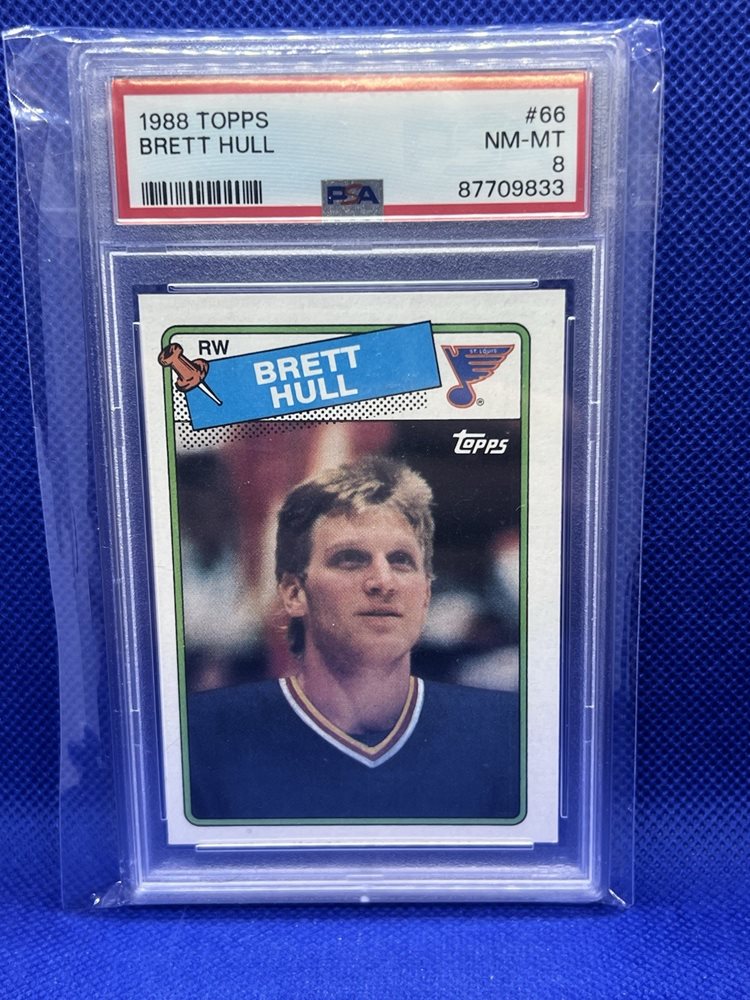 1988 TOPPS #66
BRETT HULL NM-MT
8
PSA 87709833
RW
BRETT
HULL
ST. LOUIS
®
TOPPS